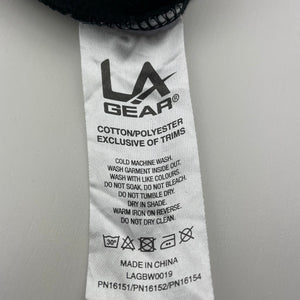 LA
GEAR®
COTTON/POLYESTER
EXCLUSIVE OF TRIMS
COLD MACHINE WASH.
WASH GARMENT INSIDE OUT.
WASH WITH LIKE COLOURS.
DO NOT SOAK, DO NOT BLEACH.
DO NOT TUMBLE DRY.
DRY IN SHADE.
WARM IRON ON REVERSE.
DO NOT DRY CLEAN.
30°
MADE IN CHINA
LAGBW0019
PN16151/PN16152/PN16154